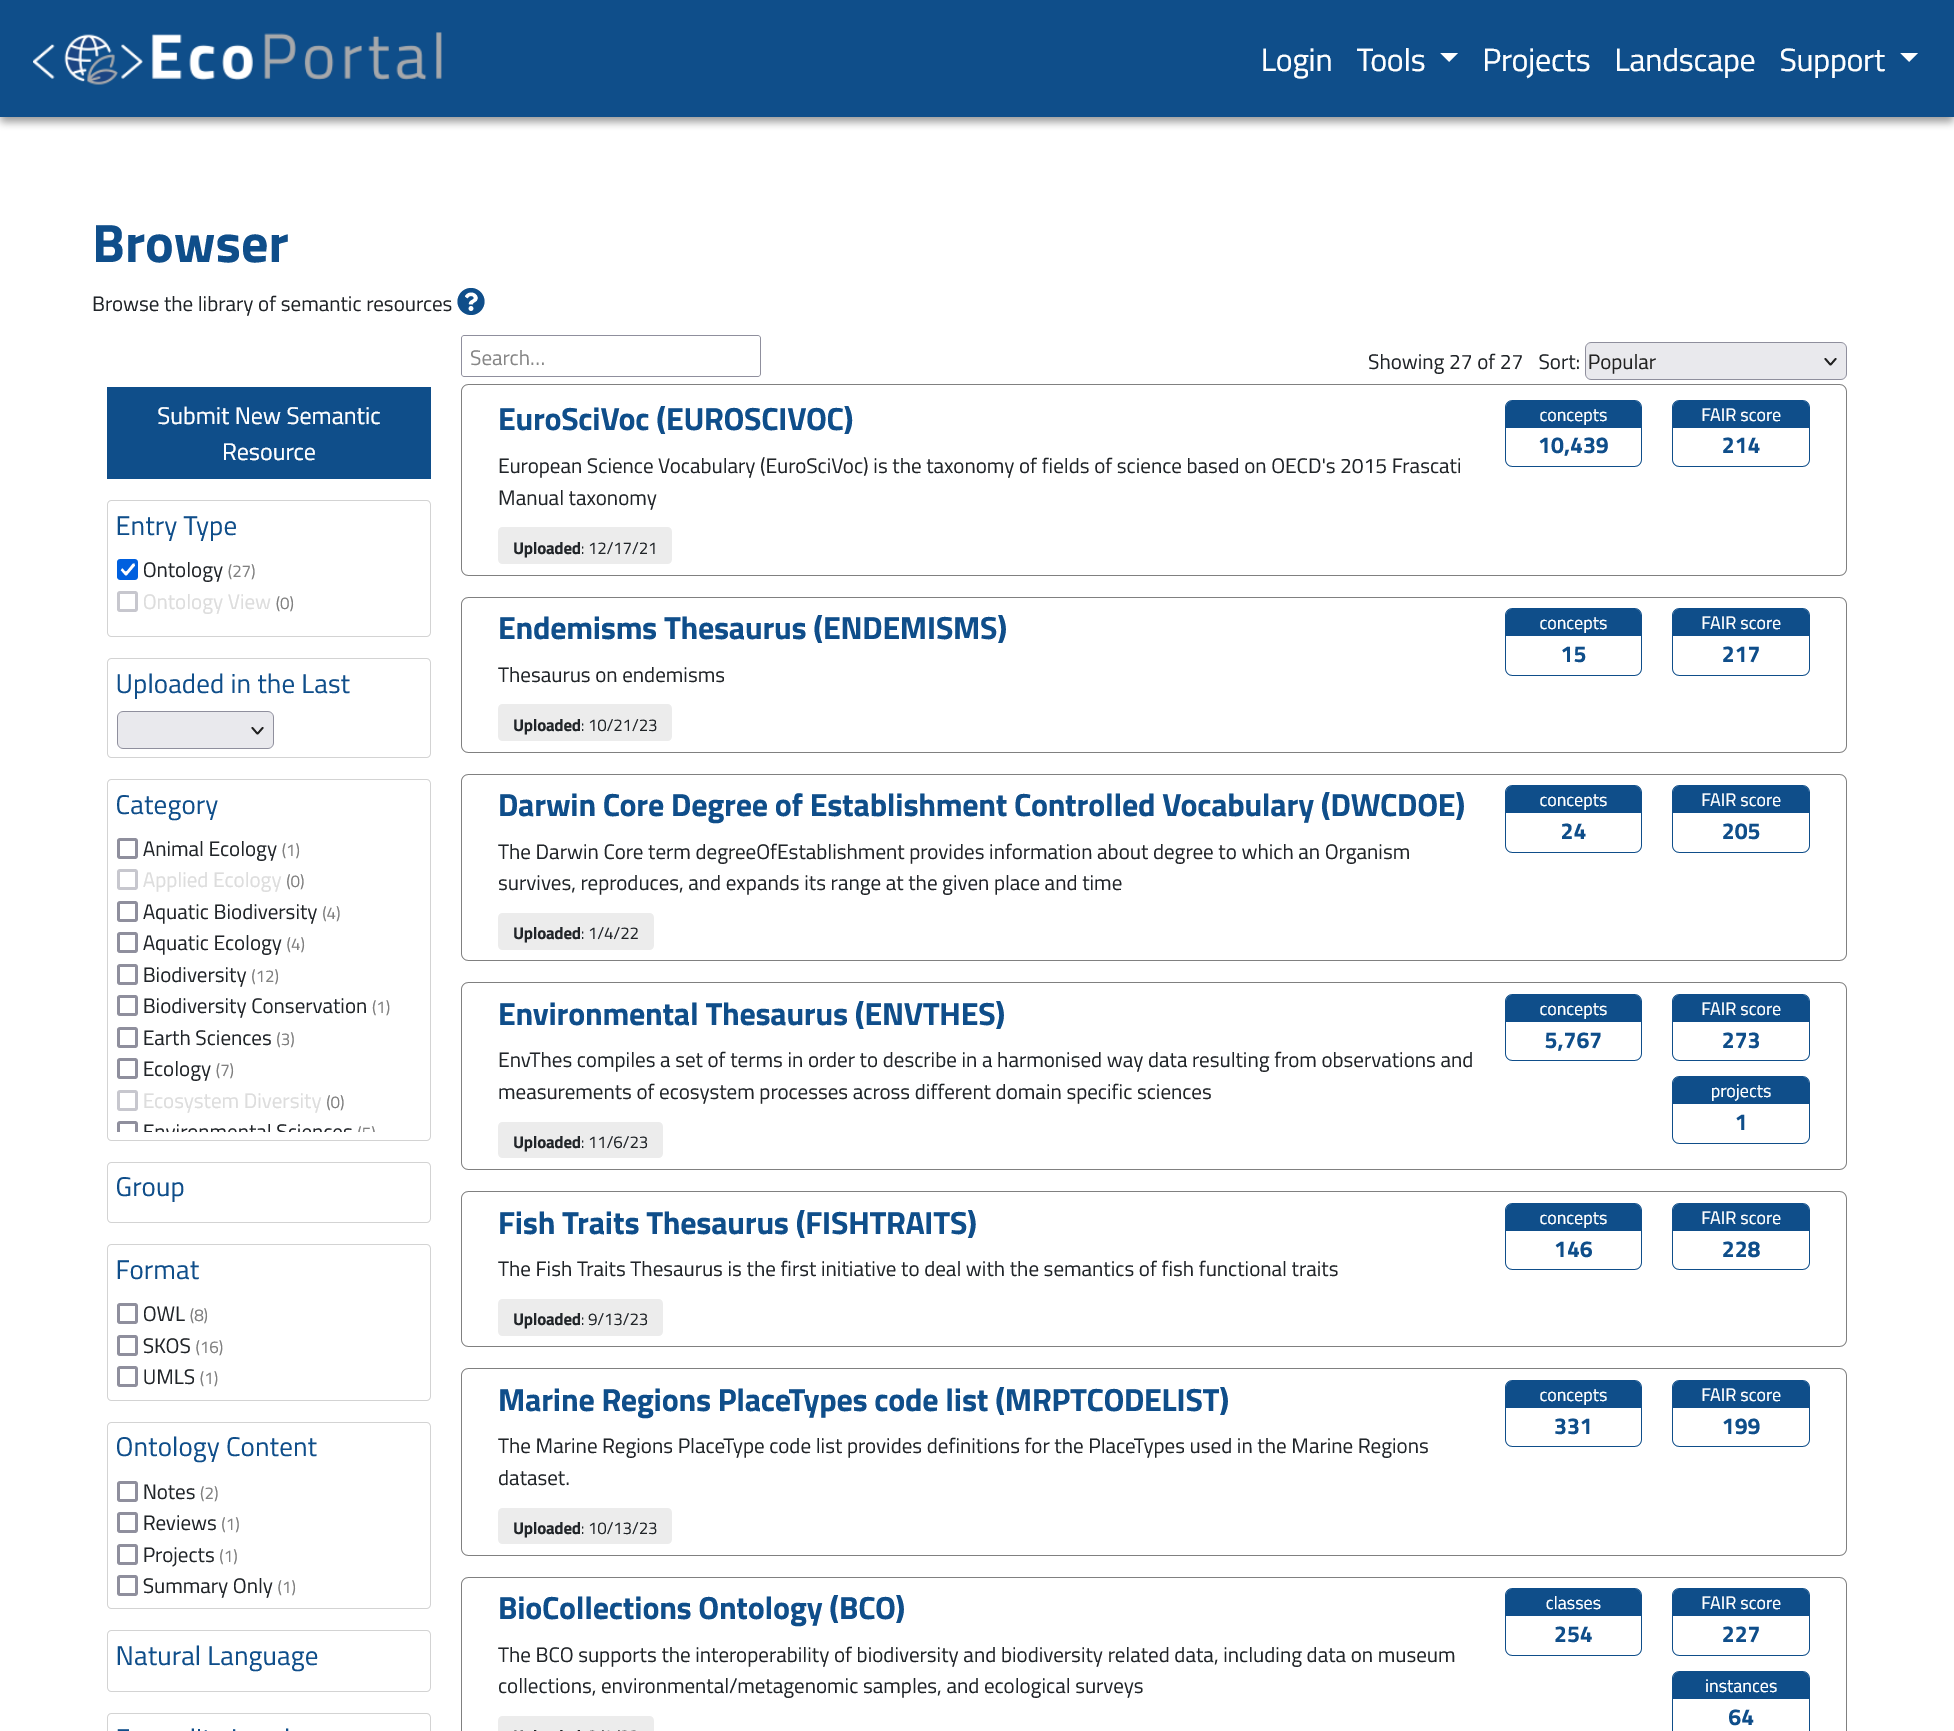 <EcoPortal
Login Tools Projects Landscape Support
Browser
Browse the library of semantic resources ?
Search...
Showing 27 of 27 Sort: Popular
Submit New Semantic
Resource
Entry Type
Ontology (27)
Ontology View (0)
Uploaded in the Last
Category
Animal Ecology (1)
Applied Ecology (0)
Aquatic Biodiversity (4)
Aquatic Ecology (4)
Biodiversity (12)
Biodiversity Conservation (1)
Earth Sciences (3)
Ecology (7)
Ecosystem Diversity (0)
Environmental Sciences (5)
Group
Format
OWL (8)
SKOS (16)
UMLS (1)
Ontology Content
Notes (2)
Reviews (1)
Projects (1)
Summary Only (1)
Natural Language
EuroSciVoc (EUROSCIVOC)
European Science Vocabulary (EuroSciVoc) is the taxonomy of fields of science based on OECD's 2015 Frascati
Manual taxonomy
Uploaded: 12/17/21
concepts
10,439
FAIR score
214
Endemisms Thesaurus (ENDEMISMS)
Thesaurus on endemisms
Uploaded: 10/21/23
concepts
15
FAIR score
217
Darwin Core Degree of Establishment Controlled Vocabulary (DWCDOE)
The Darwin Core term degreeOfEstablishment provides information about degree to which an Organism
survives, reproduces, and expands its range at the given place and time
Uploaded: 1/4/22
concepts
24
FAIR score
205
Environmental Thesaurus (ENVTHES)
EnvThes compiles a set of terms in order to describe in a harmonised way data resulting from observations and
measurements of ecosystem processes across different domain specific sciences
Uploaded: 11/6/23
concepts
5,767
FAIR score
273
projects
1
Fish Traits Thesaurus (FISHTRAITS)
The Fish Traits Thesaurus is the first initiative to deal with the semantics of fish functional traits
Uploaded: 9/13/23
concepts
146
FAIR score
228
Marine Regions PlaceTypes code list (MRPTCODELIST)
The Marine Regions PlaceType code list provides definitions for the PlaceTypes used in the Marine Regions
dataset.
Uploaded: 10/13/23
concepts
331
FAIR score
199
BioCollections Ontology (BCO)
The BCO supports the interoperability of biodiversity and biodiversity related data, including data on museum
collections, environmental/metagenomic samples, and ecological surveys
classes
254
FAIR score
227
instances
64